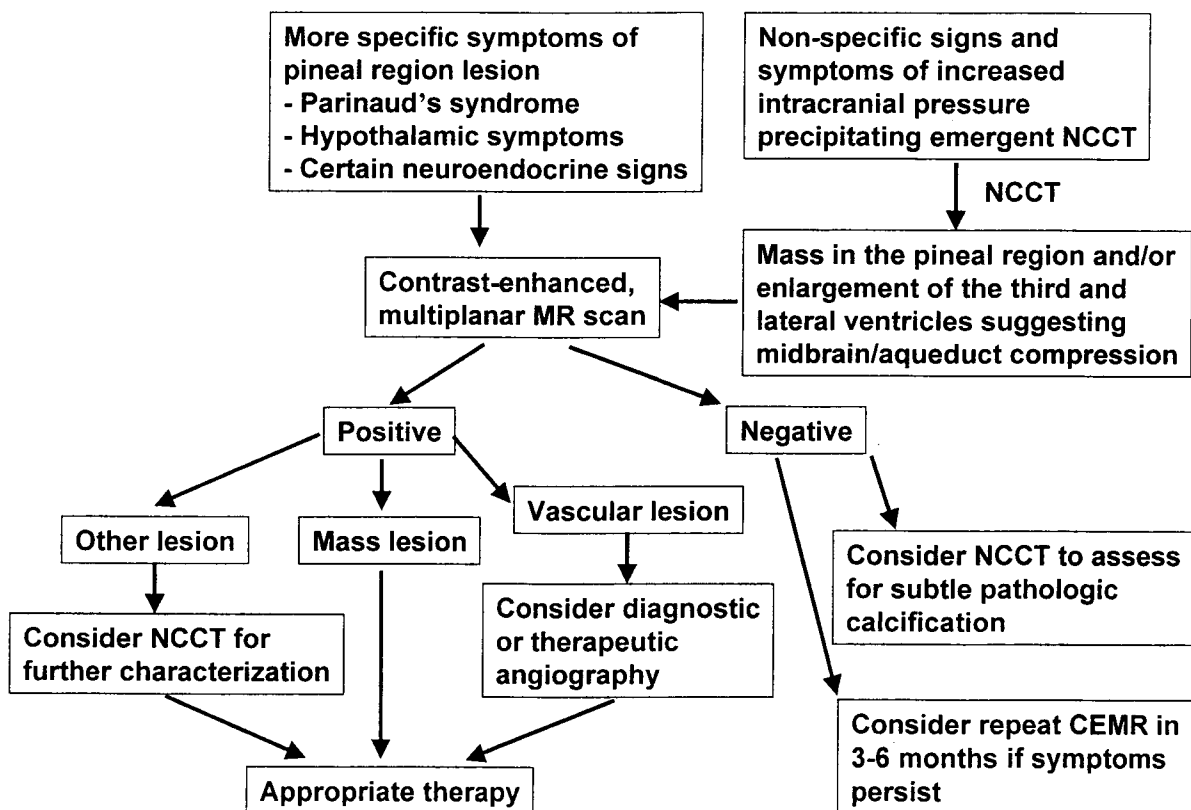 More specific symptoms of
pineal region lesion
- Parinaud's syndrome
- Hypothalamic symptoms
- Certain neuroendocrine signs
Non-specific signs and
symptoms of increased
intracranial pressure
precipitating emergent NCCT
NCCT
Mass in the pineal region and/or
enlargement of the third and
lateral ventricles suggesting
midbrain/aqueduct compression
Contrast-enhanced,
multiplanar MR scan
Positive
Negative
Other lesion
Mass lesion
Vascular lesion
Consider NCCT for
further characterization
Consider diagnostic
or therapeutic
angiography
Consider NCCT to assess
for subtle pathologic
calcification
Consider repeat CEMR in
3-6 months if symptoms
persist
Appropriate therapy